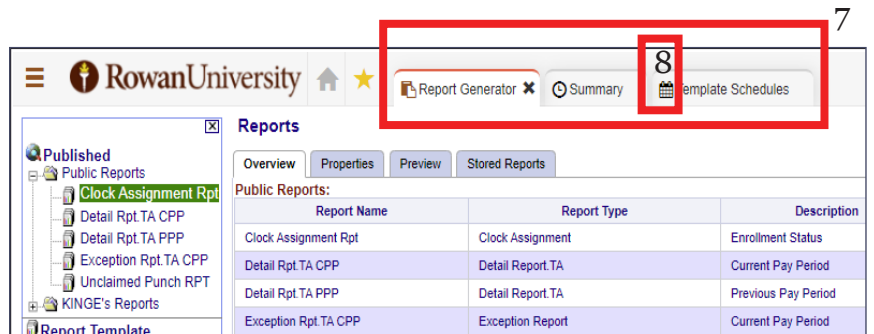 7
8
RowanUniversity
Report Generator Summary Template Schedules
Reports
Published
Public Reports
Clock Assignment Rpt
Detail Rpt.TA CPP
Detail Rpt.TA PPP
Exception Rpt.TA CPP
Unclaimed Punch RPT
KINGE's Reports
Report Template
Overview Properties Preview Stored Reports
Public Reports:
Report Name Report Type Description
Clock Assignment Rpt Clock Assignment Enrollment Status
Detail Rpt.TA CPP Detail Report.TA Current Pay Period
Detail Rpt.TA PPP Detail Report.TA Previous Pay Period
Exception Rpt.TA CPP Exception Report Current Pay Period